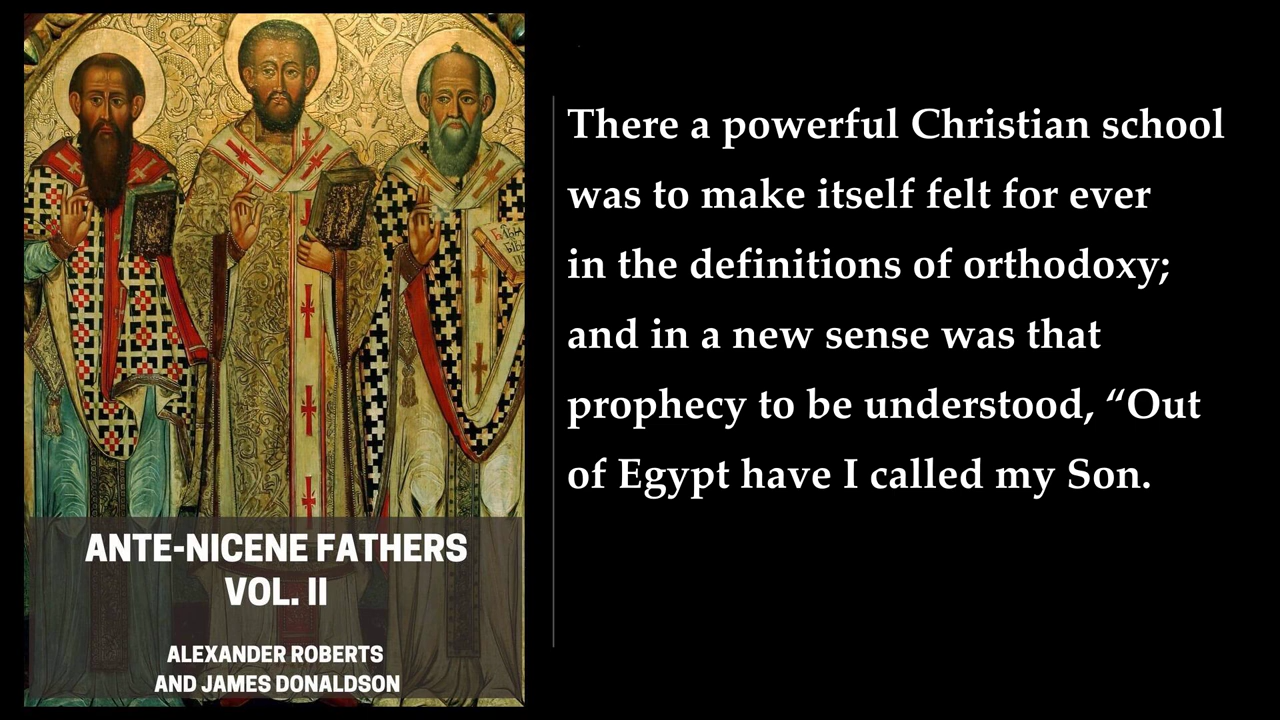 There a powerful Christian school
was to make itself felt for ever
in the definitions of orthodoxy;
and in a new sense was that
prophecy to be understood, “Out
of Egypt have I called my Son.
ANTE-NICENE FATHERS
VOL. II
ALEXANDER ROBERTS
AND JAMES DONALDSON